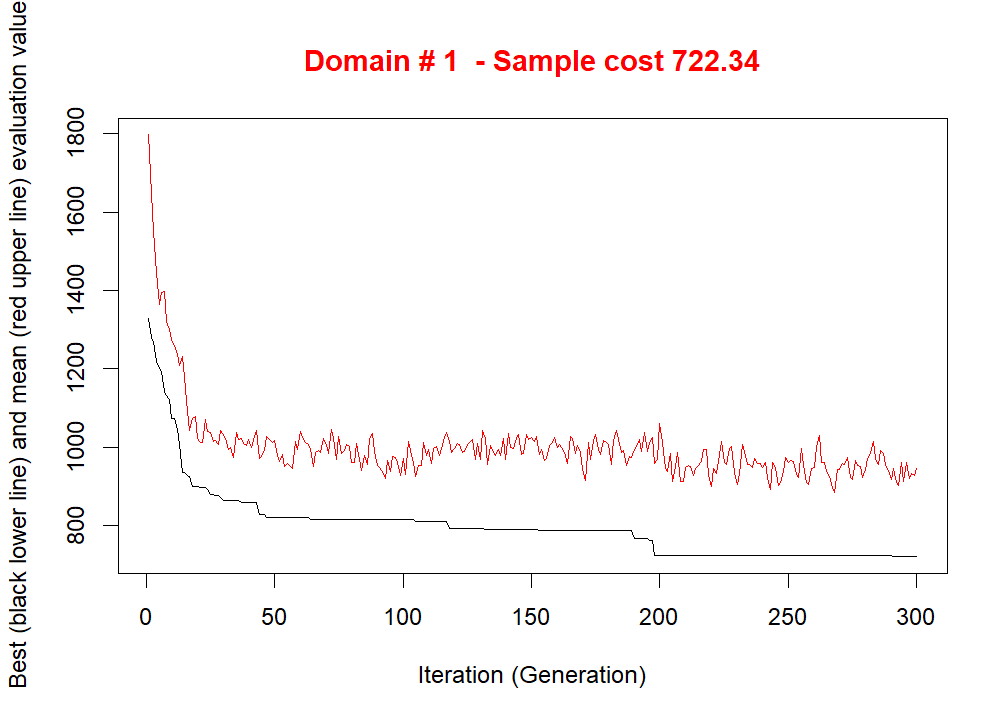 Domain # 1  - Sample cost 722.34
Best (black lower line) and mean (red upper line) evaluation value
1800
1600
1400
1200
1000
800
0 50 100 150 200 250 300
Iteration (Generation)